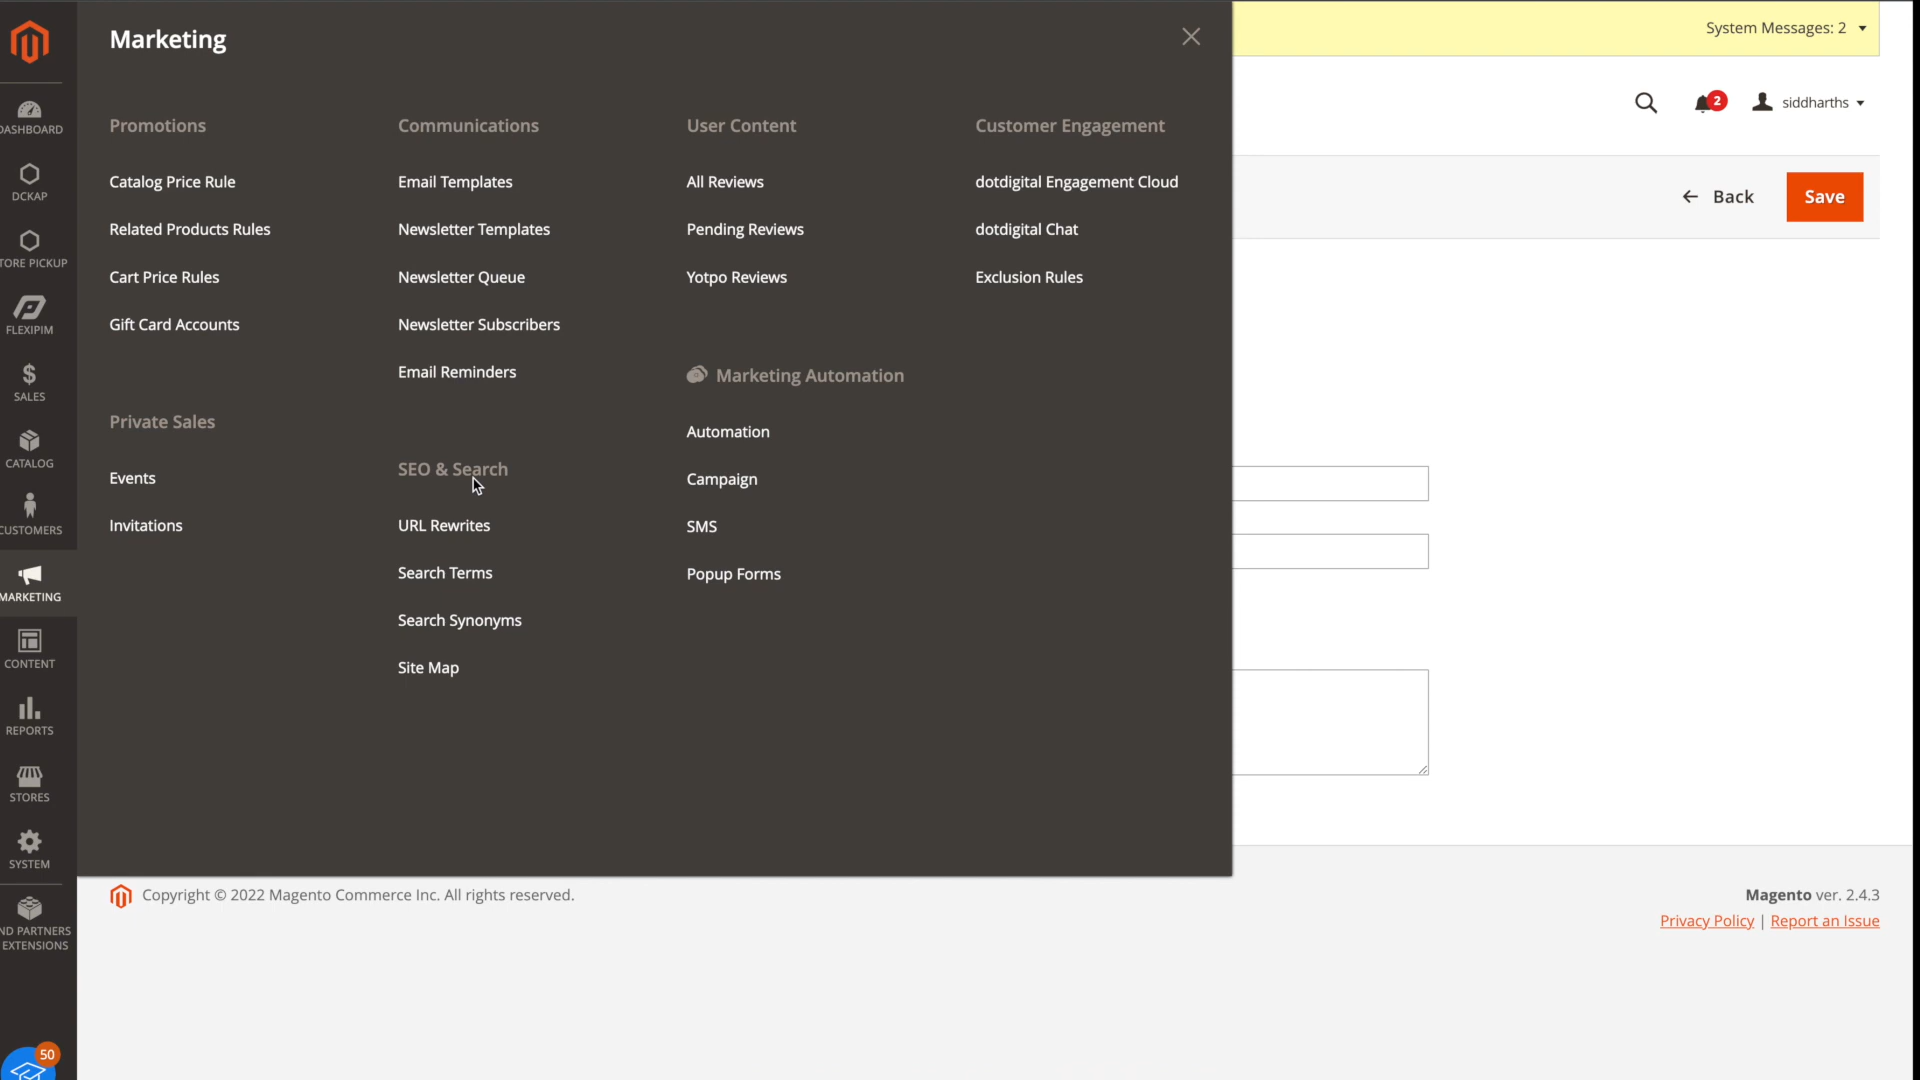 Marketing
System Messages: 2
2
siddharths
Back
Save
DASHBOARD
DCKAP
TORE PICKUP
FLEXIPIM
SALES
CATALOG
CUSTOMERS
MARKETING
CONTENT
REPORTS
STORES
SYSTEM
ND PARTNERS
EXTENSIONS
50
Promotions
Catalog Price Rule
Related Products Rules
Cart Price Rules
Gift Card Accounts
Private Sales
Events
Invitations
Communications
Email Templates
Newsletter Templates
Newsletter Queue
Newsletter Subscribers
Email Reminders
SEO & Search
URL Rewrites
Search Terms
Search Synonyms
Site Map
User Content
All Reviews
Pending Reviews
Yotpo Reviews
Marketing Automation
Automation
Campaign
SMS
Popup Forms
Customer Engagement
dotdigital Engagement Cloud
dotdigital Chat
Exclusion Rules
Copyright © 2022 Magento Commerce Inc. All rights reserved.
Magento ver. 2.4.3
Privacy Policy | Report an Issue